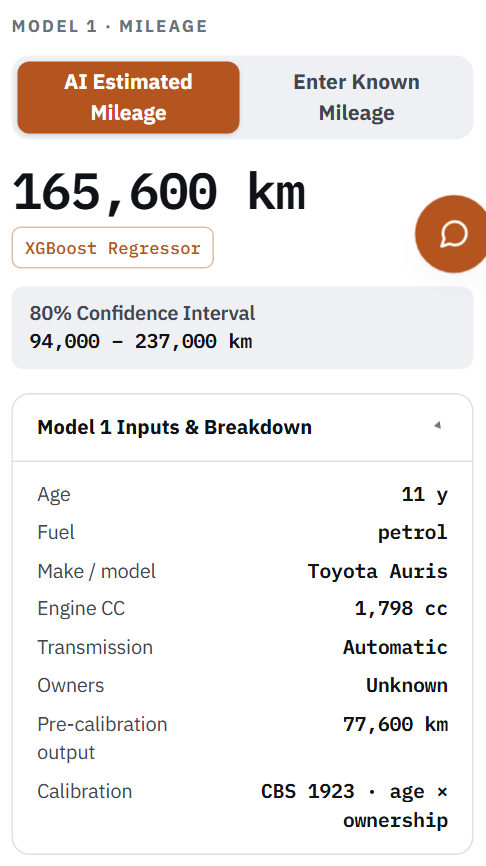 MODEL 1 · MILEAGE
AI Estimated
Mileage
Enter Known
Mileage
165,600 km
XGBoost Regressor
80% Confidence Interval
94,000 – 237,000 km
Model 1 Inputs & Breakdown
Age 11 y
Fuel petrol
Make / model Toyota Auris
Engine CC 1,798 cc
Transmission Automatic
Owners Unknown
Pre-calibration 77,600 km
output
Calibration CBS 1923 · age ×
ownership